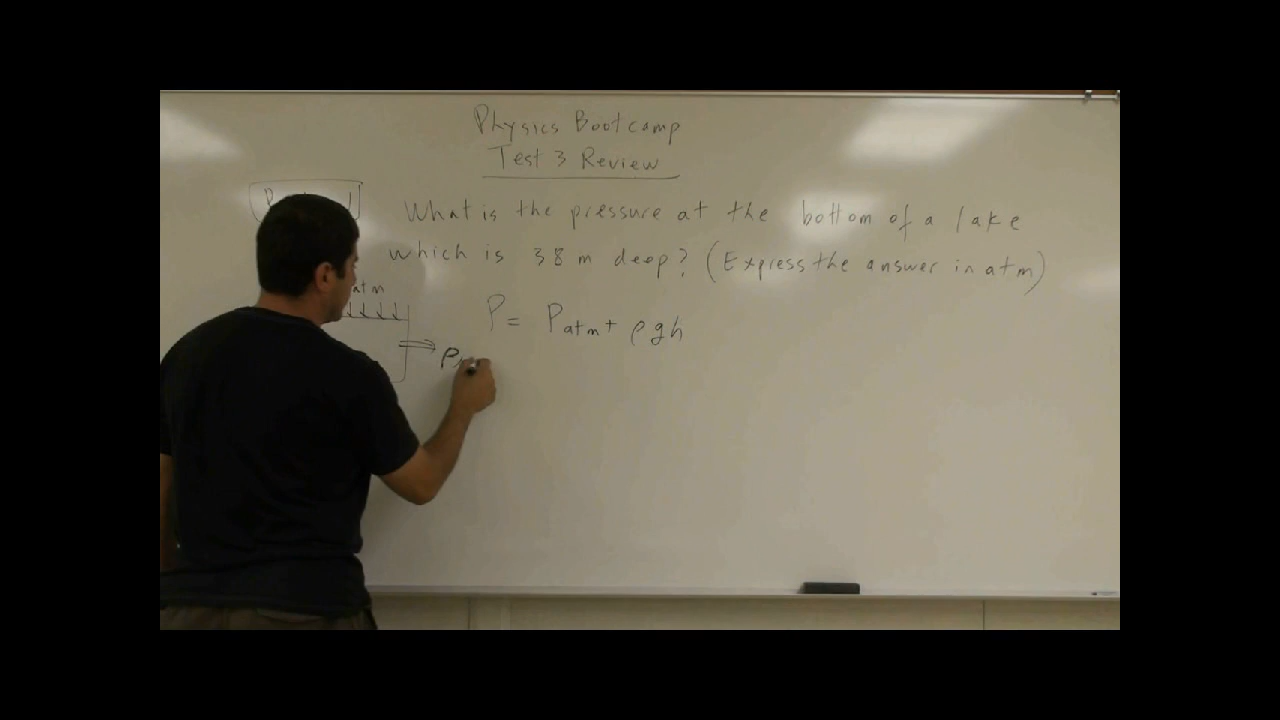 Physics Bootcamp
Test 3 Review
What is the pressure at the bottom of a lake
which is 38 m deep? (Express the answer in atm)
atm
P = Patm + ρgh